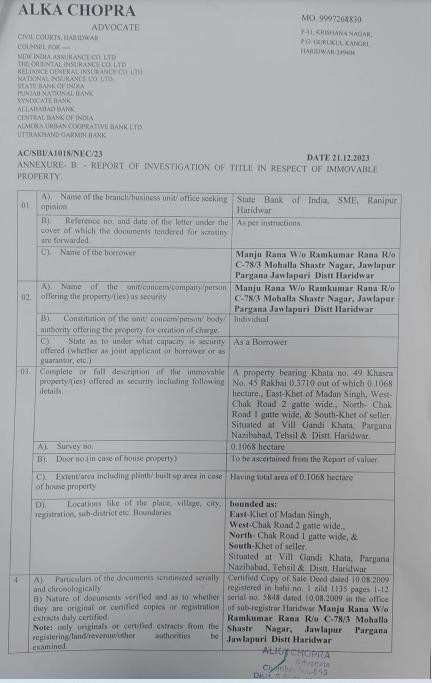 ALKA CHOPRA
ADVOCATE
MO. 9997268830
CIVIL COURTS, HARIDWAR
COUNSEL FOR ----
F-11, KRISHANA NAGAR,
P.O. GURUKUL KANGRI,
HARIDWAR-249404
NEW INDIA ASSURANCE CO. LTD
THE ORIENTAL INSURANCE CO. LTD
RELIANCE GENERAL INSURANCE CO. LTD.
NATIONAL INSURANCE CO. LTD
STATE BANK OF INDIA
PUNJAB NATIONAL BANK
SYNDICATE BANK
ALLAHABAD BANK
CENTRAL BANK OF INDIA
ALMORA URBAN COOPRATIVE BANK LTD.
UTTRAKHAND GARMIN BANK
AC/SBI/A1018/NEC/23
DATE 21.12.2023
ANNEXURE- B: - REPORT OF INVESTIGATION OF TITLE IN RESPECT OF IMMOVABLE
PROPERTY.
01. A). Name of the branch/business unit/ office seeking
opinion
State Bank of India, SME, Ranipur
Haridwar
B). Reference no. and date of the letter under the
cover of which the documents tendered for scrutiny
are forwarded.
As per instructions.
C). Name of the borrower
Manju Rana W/o Ramkumar Rana R/o
C-78/3 Mohalla Shastr Nagar, Jawlapur
Pargana Jawlapuri Distt Haridwar
02. A). Name of the unit/concern/company/person
offering the property/(ies) as security
Manju Rana W/o Ramkumar Rana R/o
C-78/3 Mohalla Shastr Nagar, Jawlapur
Pargana Jawlapuri Distt Haridwar
B). Constitution of the unit/ concern/person/ body/
authority offering the property for creation of charge.
Individual
C). State as to under what capacity is security
offered (whether as joint applicant or borrower or as
guarantor, etc.)
As a Borrower
03. Complete or full description of the immovable
property/(ies) offered as security including following
details.
A property bearing Khata no. 49 Khasra
No. 45 Rakbai 0.3710 out of which 0.1068
hectare., East-Khet of Madan Singh, West-
Chak Road 2 gatte wide., North- Chak
Road 1 gatte wide, & South-Khet of seller.
Situated at Vill Gandi Khata, Pargana
Nazibabad, Tehsil & Distt. Haridwar.
A). Survey no.
0.1068 hectare
B). Door no.(in case of house property)
To be ascertained from the Report of valuer.
C). Extent/area including plinth/ built up area in case
of house property
Having total area of 0.1068 hectare
D). Locations like of the place, village, city,
registration, sub-district etc. Boundaries
bounded as:
East-Khet of Madan Singh,
West-Chak Road 2 gatte wide.,
North- Chak Road 1 gatte wide, &
South-Khet of seller.
Situated at Vill Gandi Khata, Pargana
Nazibabad, Tehsil & Distt. Haridwar
4 A). Particulars of the documents scrutinized serially
and chronologically
B) Nature of documents verified and as to whether
they are original or certified copies or registration
extracts duly certified.
Note: only originals or certified extracts from the
registering/land/revenue/other authorities be
examined.
Certified Copy of Sale Deed dated 10.08.2009
registered in bahi no. 1 zild 1135 pages 1-12
serial no. 5848 dated 10.08.2009 in the office
of sub-registrar Haridwar Manju Rana W/o
Ramkumar Rana R/o C-78/3 Mohalla
Shastr Nagar, Jawlapur Pargana
Jawlapuri Distt Haridwar
ALKA CHOPRA
Advocate